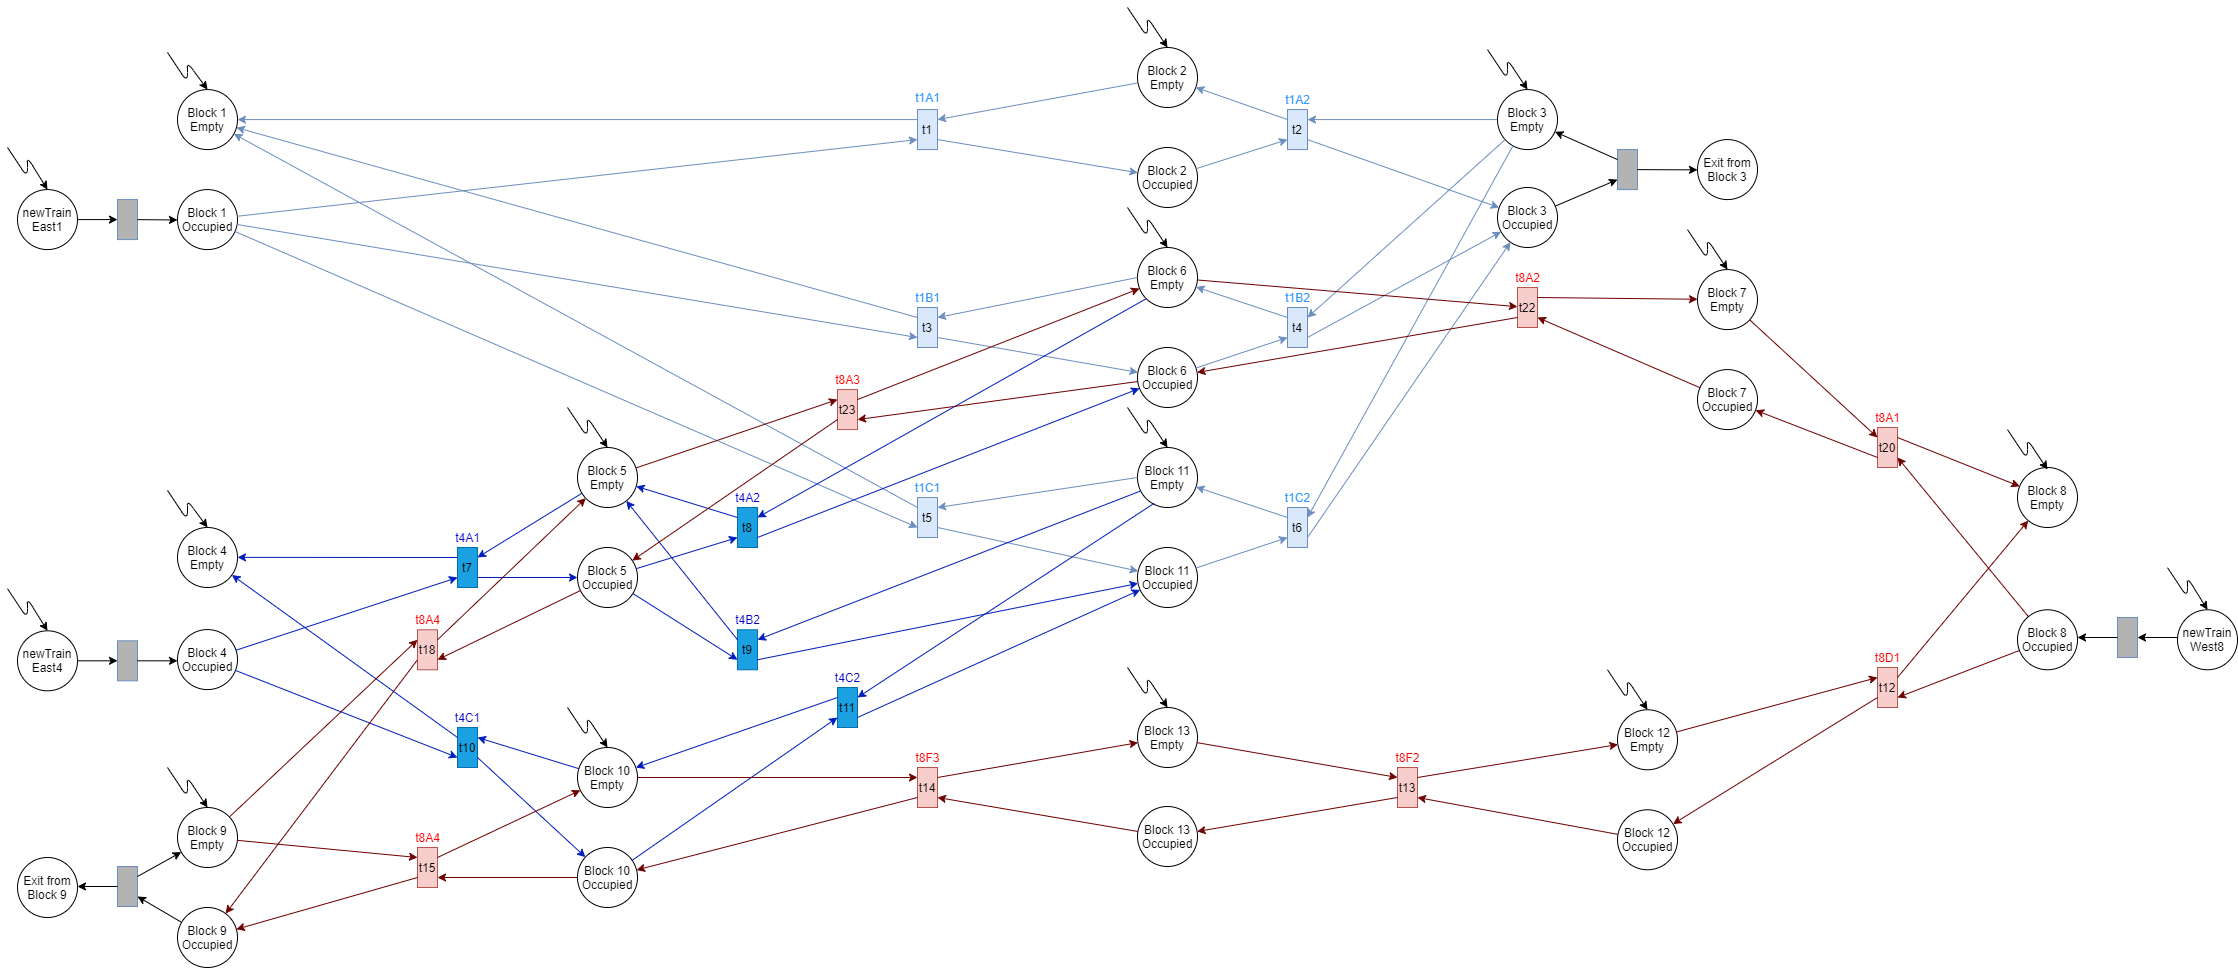 Block 2
Empty
t1A1
t1A2
Block 1
Empty
t1
t2
Block 3
Empty
Block 2
Occupied
Exit from
Block 3
newTrain
East1
Block 1
Occupied
Block 3
Occupied
Block 6
Empty
t8A2
Block 7
Empty
t1B1
t1B2
t22
t3
t4
Block 6
Occupied
t8A3
t23
Block 7
Occupied
t8A1
t20
Block 5
Empty
Block 11
Empty
t4A2
t1C1
t1C2
Block 8
Empty
t8
t5
t6
t4A1
Block 4
Empty
t7
Block 5
Occupied
Block 11
Occupied
t8A4
t4B2
newTrain
East4
Block 4
Occupied
t18
t9
Block 8
Occupied
newTrain
West8
t8D1
t12
t4C2
t11
t4C1
t10
Block 13
Empty
Block 12
Empty
Block 10
Empty
t8F3
t14
t8F2
t13
Block 9
Empty
t8A4
t15
Block 13
Occupied
Block 12
Occupied
Exit from
Block 9
Block 10
Occupied
Block 9
Occupied